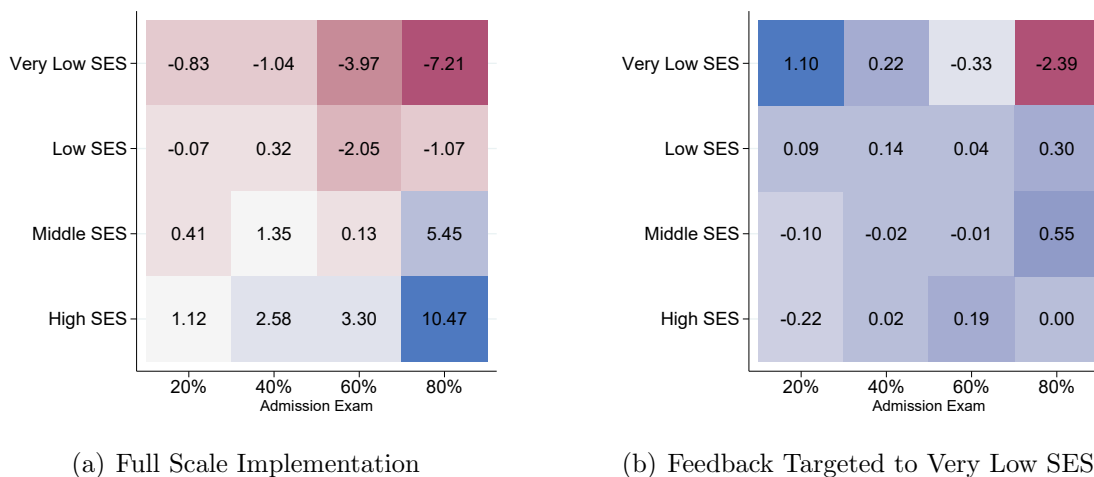 Very Low SES -0.83 -1.04 -3.97 -7.21
Low SES -0.07 0.32 -2.05 -1.07
Middle SES 0.41 1.35 0.13 5.45
High SES 1.12 2.58 3.30 10.47
20% 40% 60% 80%
Admission Exam
(a) Full Scale Implementation
Very Low SES 1.10 0.22 -0.33 -2.39
Low SES 0.09 0.14 0.04 0.30
Middle SES -0.10 -0.02 -0.01 0.55
High SES -0.22 0.02 0.19 0.00
20% 40% 60% 80%
Admission Exam
(b) Feedback Targeted to Very Low SES